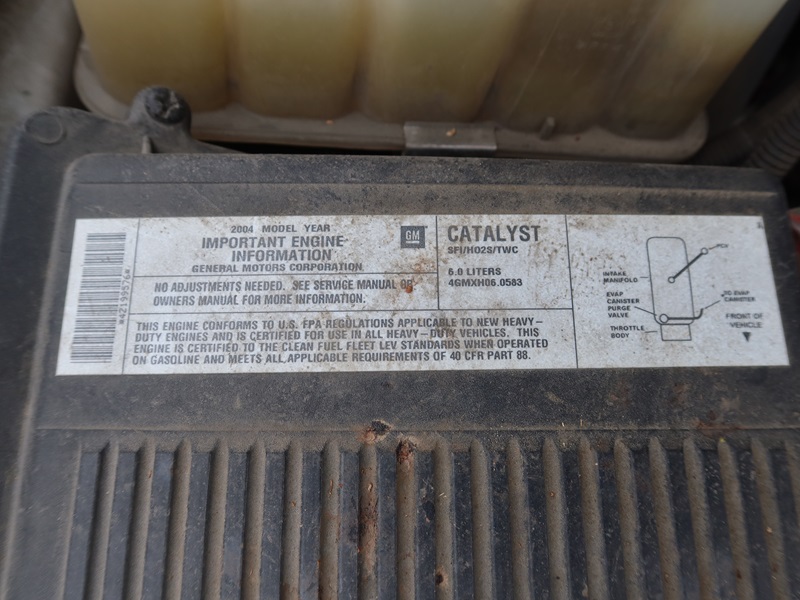 2004 MODEL YEAR
IMPORTANT ENGINE
INFORMATION
GENERAL MOTORS CORPORATION
GM
NO ADJUSTMENTS NEEDED. SEE SERVICE MANUAL OR
OWNERS MANUAL FOR MORE INFORMATION.
THIS ENGINE CONFORMS TO U.S. EPA REGULATIONS APPLICABLE TO NEW HEAVY-
DUTY ENGINES AND IS CERTIFIED FOR USE IN ALL HEAVY-DUTY VEHICLES. THIS
ENGINE IS CERTIFIED TO THE CLEAN FUEL FLEET LEV STANDARDS WHEN OPERATED
ON GASOLINE AND MEETS ALL APPLICABLE REQUIREMENTS OF 40 CFR PART 88.
CATALYST
SFI/HO2S/TWC
6.0 LITERS
4GMXH06.0583
PCV
INTAKE
MANIFOLD
EVAP
CANISTER
PURGE
VALVE
THROTTLE
BODY
TO EVAP
CANISTER
FRONT OF
VEHICLE